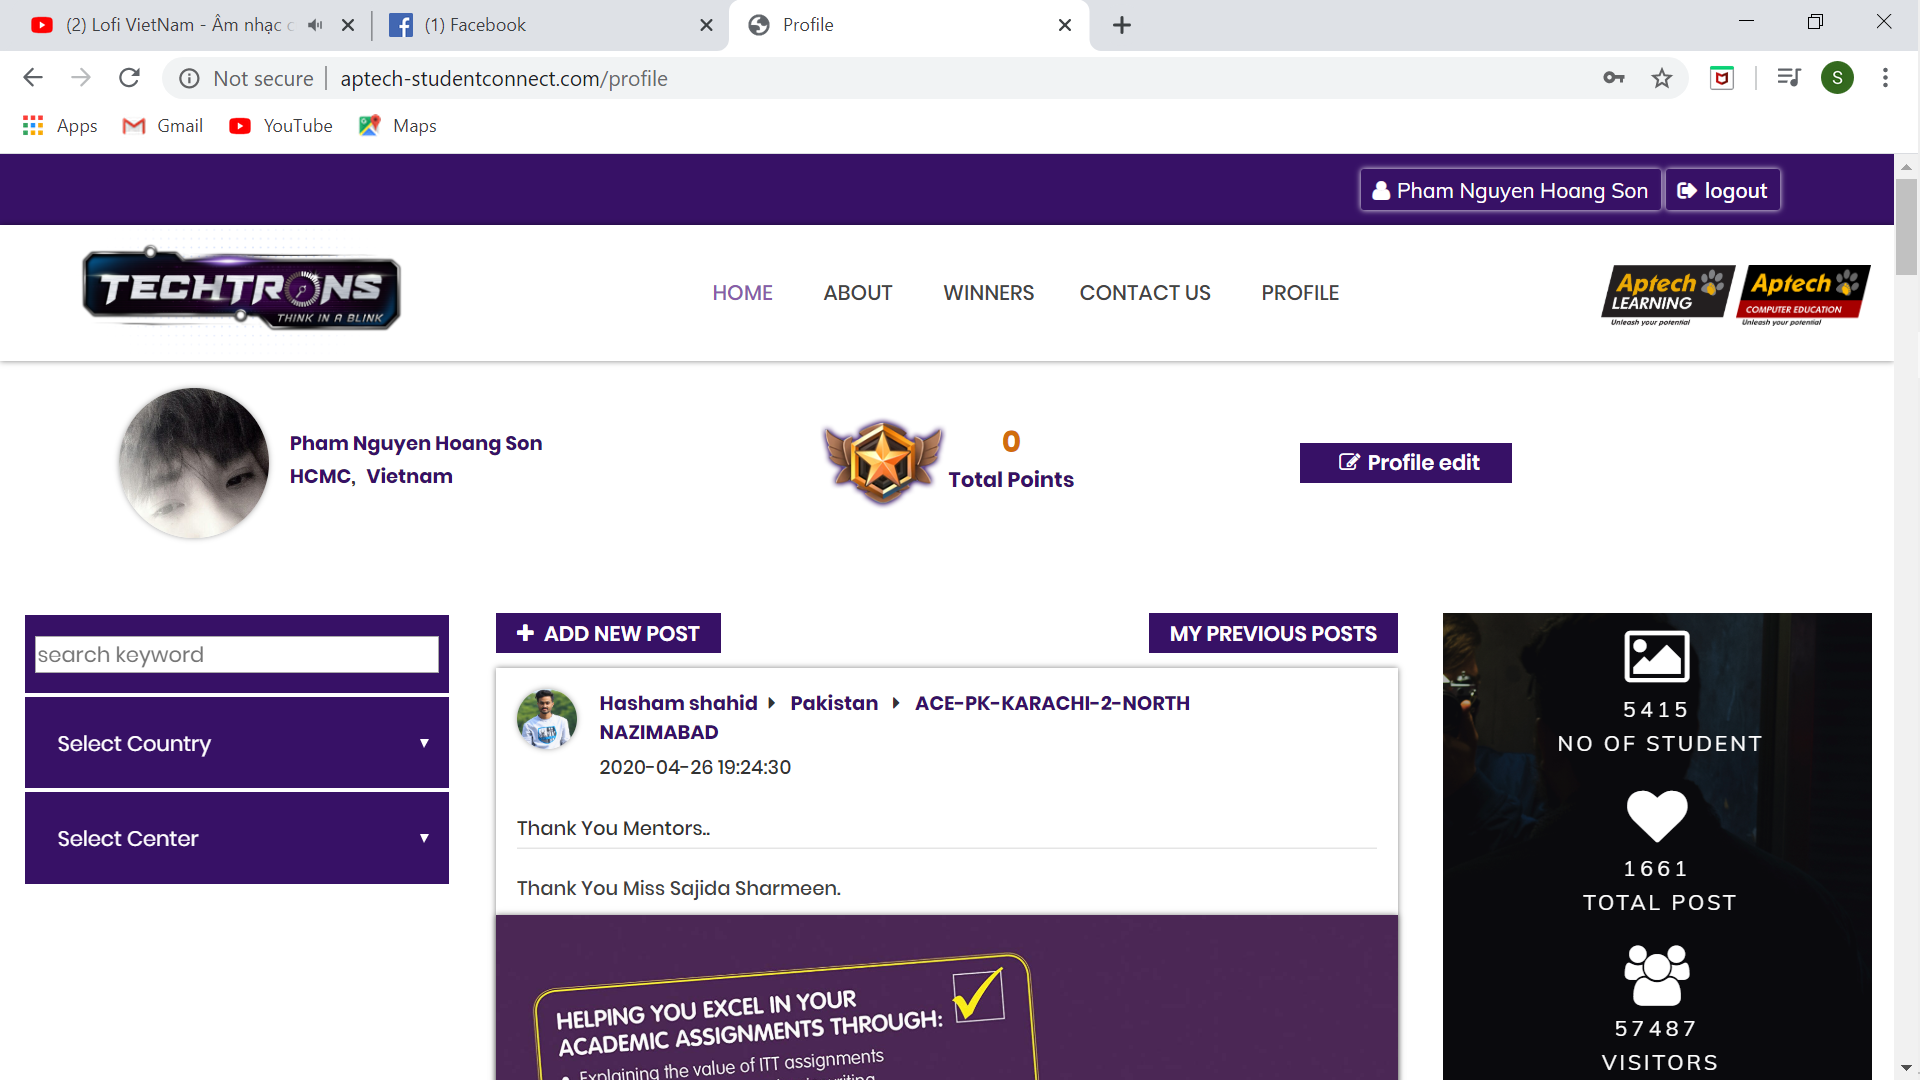 (2) Lofi VietNam - Âm nhạc
(1) Facebook
Profile
Not secure
aptech-studentconnect.com/profile
S
Apps
Gmail
YouTube
Maps
Pham Nguyen Hoang Son
logout
TECHTRONS
THINK IN A BLINK
HOME
ABOUT
WINNERS
CONTACT US
PROFILE
Aptech
LEARNING
Unleash your potential
Aptech
COMPUTER EDUCATION
Unleash your potential
Pham Nguyen Hoang Son
HCMC, Vietnam
0
Total Points
Profile edit
search keyword
Select Country
Select Center
ADD NEW POST
MY PREVIOUS POSTS
Hasham shahid Pakistan ACE-PK-KARACHI-2-NORTH
NAZIMABAD
2020-04-26 19:24:30
Thank You Mentors..
Thank You Miss Sajida Sharmeen.
HELPING YOU EXCEL IN YOUR
ACADEMIC ASSIGNMENTS THROUGH:
• Explaining the value of ITT assignments
5415
NO OF STUDENT
1661
TOTAL POST
57487
VISITORS